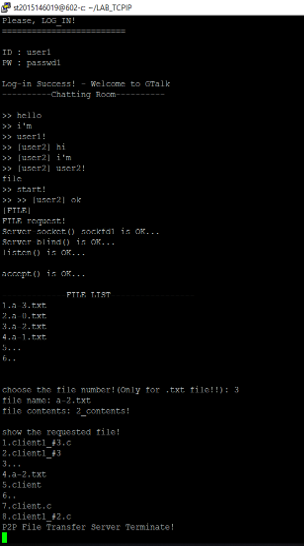 st2015146019@602-c: ~/LAB_TCPIP
Please, LOG_IN!
=========================
ID : user1
PW : passwd1
Log-in Success! - Welcome to GTalk
----------Chatting Room----------
>> hello
>> i'm
>> user1!
>> [user2] hi
>> [user2] i'm
>> [user2] user2!
file
>> start!
>> >> [user2] ok
[FILE]
FILE request!
Server socket() sockfd1 is OK...
Server blind() is OK...
listen() is OK...
accept() is OK...
-------------FILE LIST----------------
1.a-3.txt
2.a-0.txt
3.a-2.txt
4.a-1.txt
5...
6..
choose the file number!(Only for .txt file!!): 3
file name: a-2.txt
file contents: 2_contents!
show the requested file!
1.client1_#3.c
2.client1_#3
3...
4.a-2.txt
5.client
6..
7.client.c
8.client1_#2.c
P2P File Transfer Server Terminate!